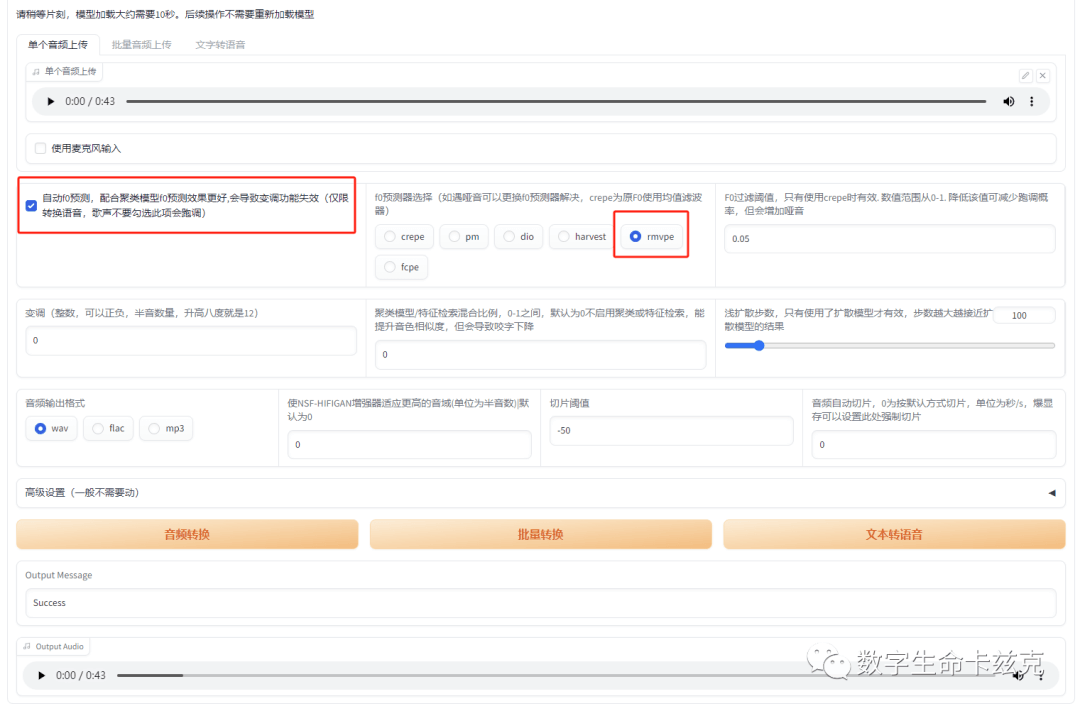 请稍等片刻，模型加载大约需要10秒。后续操作不需要重新加载模型
单个音频上传
批量音频上传
文字转语音
单个音频上传
0:00 / 0:43
使用麦克风输入
自动f0预测，配合聚类模型f0预测效果更好,会导致变调功能失效（仅限
转换语音，歌声不要勾选此项会跑调）
f0预测器选择（如遇哑音可以更换f0预测器解决，crepe为原F0使用均值滤波
器）
crepe
pm
dio
harvest
rmvpe
fcpe
F0过滤阈值，只有使用crepe时有效. 数值范围从0-1. 降低该值可减少跑调概
率，但会增加哑音
0.05
变调（整数，可以正负，半音数量，升高八度就是12）
0
聚类模型/特征检索混合比例，0-1之间，默认为0不启用聚类或特征检索，能
提升音色相似度，但会导致咬字下降
0
浅扩散步数，只有使用了扩散模型才有效，步数越大越接近扩
散模型的结果
100
音频输出格式
wav
flac
mp3
使NSF-HIFIGAN增强器适应更高的音域(单位为半音数)|默
认为0
0
切片阈值
-50
音频自动切片，0为按默认方式切片，单位为秒/s，爆显
存可以设置此处强制切片
0
高级设置（一般不需要动）
音频转换
批量转换
文本转语音
Output Message
Success
Output Audio
0:00 / 0:43
数字生命卡兹克